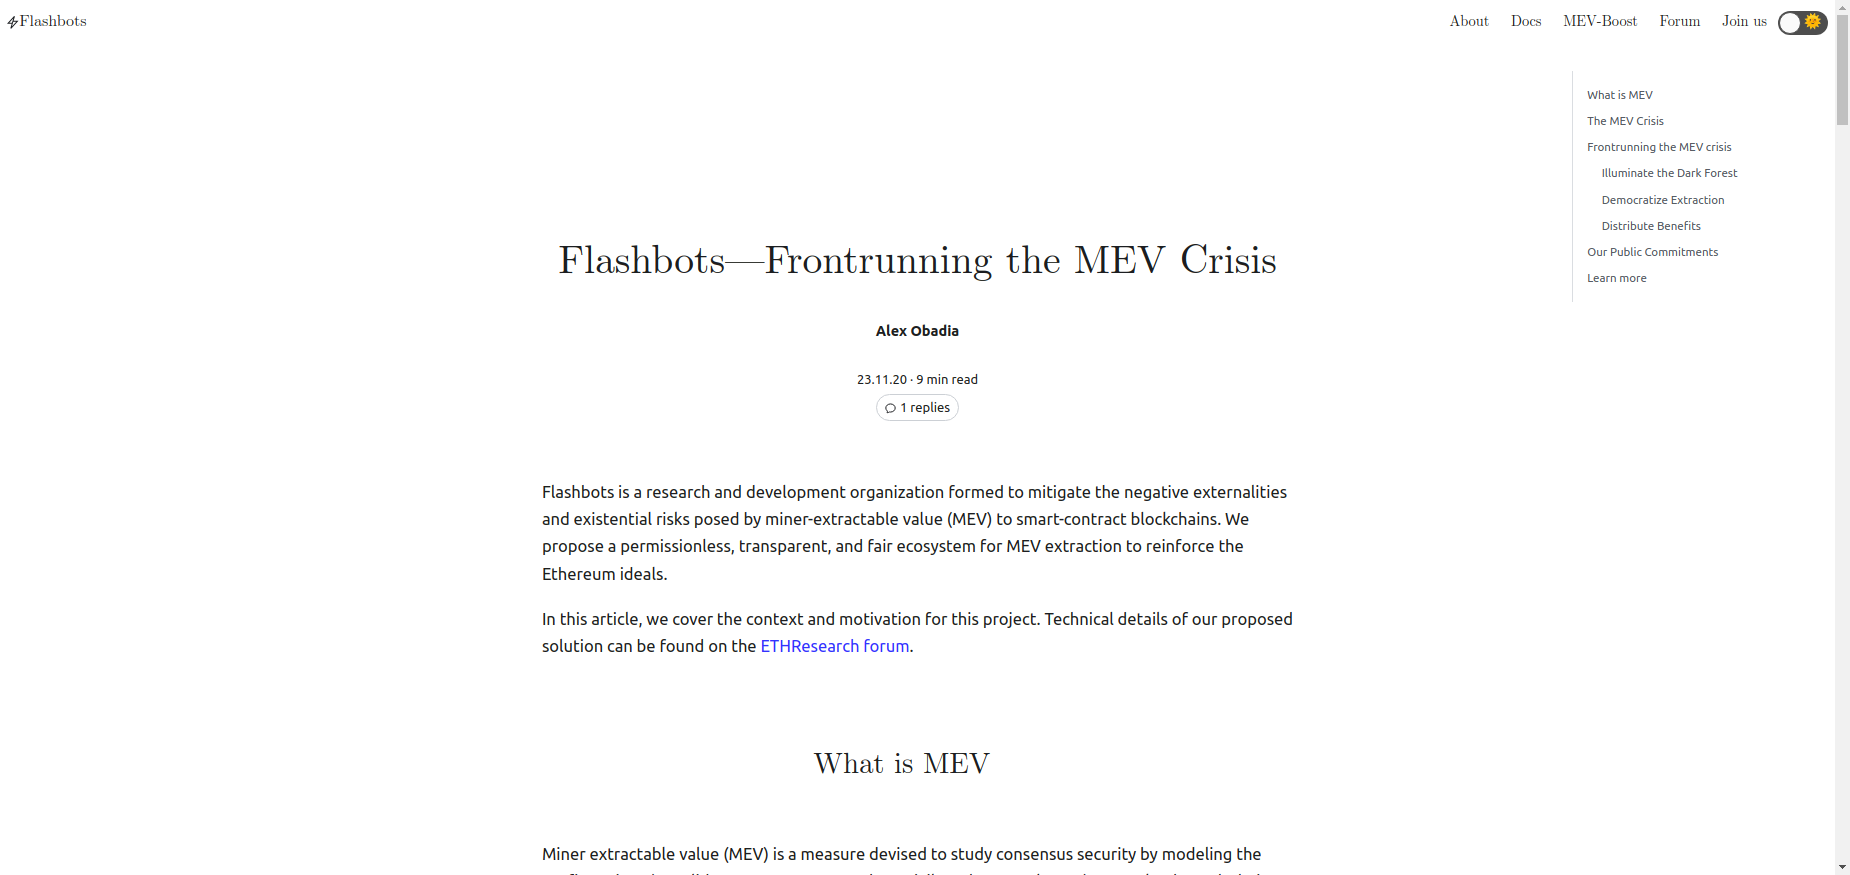 Flashbots
About
Docs
MEV-Boost
Forum
Join us
What is MEV
The MEV Crisis
Frontrunning the MEV crisis
Illuminate the Dark Forest
Democratize Extraction
Distribute Benefits
Our Public Commitments
Learn more
Flashbots—Frontrunning the MEV Crisis
Alex Obadia
23.11.20 · 9 min read
1 replies
Flashbots is a research and development organization formed to mitigate the negative externalities
and existential risks posed by miner-extractable value (MEV) to smart-contract blockchains. We
propose a permissionless, transparent, and fair ecosystem for MEV extraction to reinforce the
Ethereum ideals.
In this article, we cover the context and motivation for this project. Technical details of our proposed
solution can be found on the ETHResearch forum.
What is MEV
Miner extractable value (MEV) is a measure devised to study consensus security by modeling the